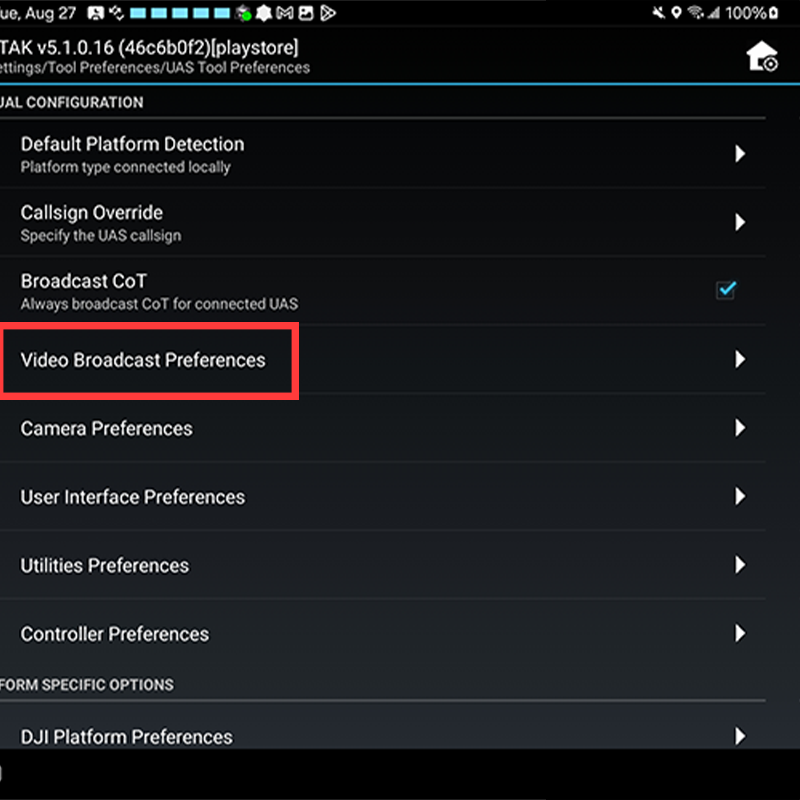 ue, Aug 27 100%
TAK v5.1.0.16 (46c6b0f2)[playstore]
ettings/Tool Preferences/UAS Tool Preferences
UAL CONFIGURATION
Default Platform Detection
Platform type connected locally
Callsign Override
Specify the UAS callsign
Broadcast CoT
Always broadcast CoT for connected UAS
Video Broadcast Preferences
Camera Preferences
User Interface Preferences
Utilities Preferences
Controller Preferences
FORM SPECIFIC OPTIONS
DJI Platform Preferences